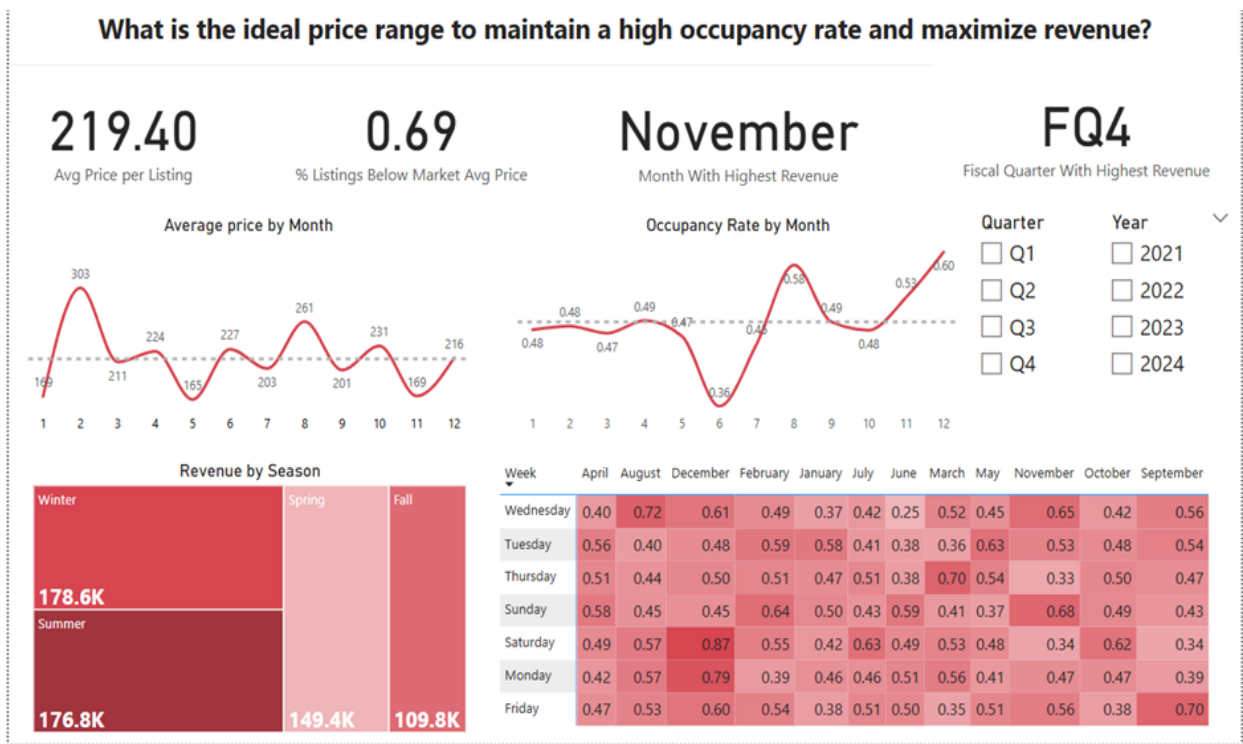 What is the ideal price range to maintain a high occupancy rate and maximize revenue?
219.40
Avg Price per Listing
0.69
% Listings Below Market Avg Price
November
Month With Highest Revenue
FQ4
Fiscal Quarter With Highest Revenue
Average price by Month
303
261
224
227
231
216
169
211
165
203
201
169
1 2 3 4 5 6 7 8 9 10 11 12
Occupancy Rate by Month
0.60
0.58
0.53
0.48
0.49
0.49
0.48
0.47
0.47
0.48
0.36
1 2 3 4 5 6 7 8 9 10 11 12
Quarter
Q1
Q2
Q3
Q4
Year
2021
2022
2023
2024
Revenue by Season
Winter
178.6K
Summer
176.8K
Spring
149.4K
Fall
109.8K
Week April August December February January July June March May November October September
Wednesday 0.40 0.72 0.61 0.49 0.37 0.42 0.25 0.52 0.45 0.65 0.42 0.56
Tuesday 0.56 0.40 0.48 0.59 0.58 0.41 0.38 0.36 0.63 0.53 0.48 0.54
Thursday 0.51 0.44 0.50 0.51 0.47 0.51 0.38 0.70 0.54 0.33 0.50 0.47
Sunday 0.58 0.45 0.45 0.64 0.50 0.43 0.59 0.41 0.37 0.68 0.49 0.43
Saturday 0.49 0.57 0.87 0.55 0.42 0.63 0.49 0.53 0.48 0.34 0.62 0.34
Monday 0.42 0.57 0.79 0.39 0.46 0.46 0.51 0.56 0.41 0.47 0.47 0.39
Friday 0.47 0.53 0.60 0.54 0.38 0.51 0.50 0.35 0.51 0.56 0.38 0.70